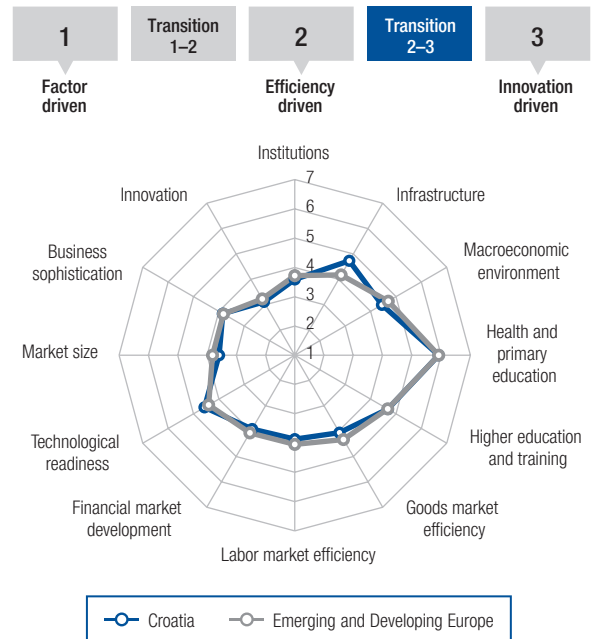 1
Transition
1–2
2
Transition
2–3
3
Factor
driven
Efficiency
driven
Innovation
driven
Institutions
7
6
5
4
3
2
1
Infrastructure
Macroeconomic
environment
Health and
primary
education
Higher education
and training
Goods market
efficiency
Labor market efficiency
Financial market
development
Technological
readiness
Market size
Business
sophistication
Innovation
Croatia
Emerging and Developing Europe